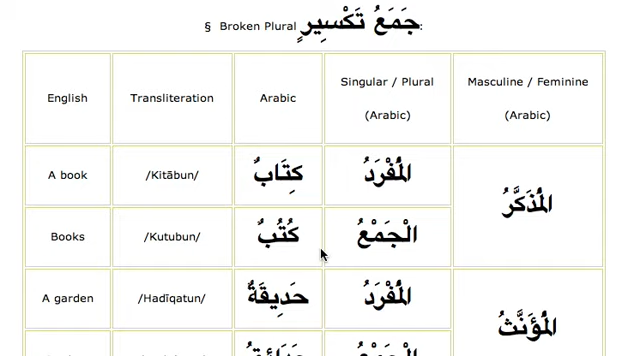 § Broken Plural جَمَعُ تَكْسِيرٍ:
English Transliteration Arabic Singular / Plural (Arabic) Masculine / Feminine (Arabic)
A book /Kitābun/ كِتَابٌ الْمُفْرَدُ الْمُذَكَّرُ
Books /Kutubun/ كُتُبٌ الْجَمْعُ
A garden /Hadīqatun/ حَدِيقَةٌ الْمُفْرَدُ الْمُؤَنَّثُ